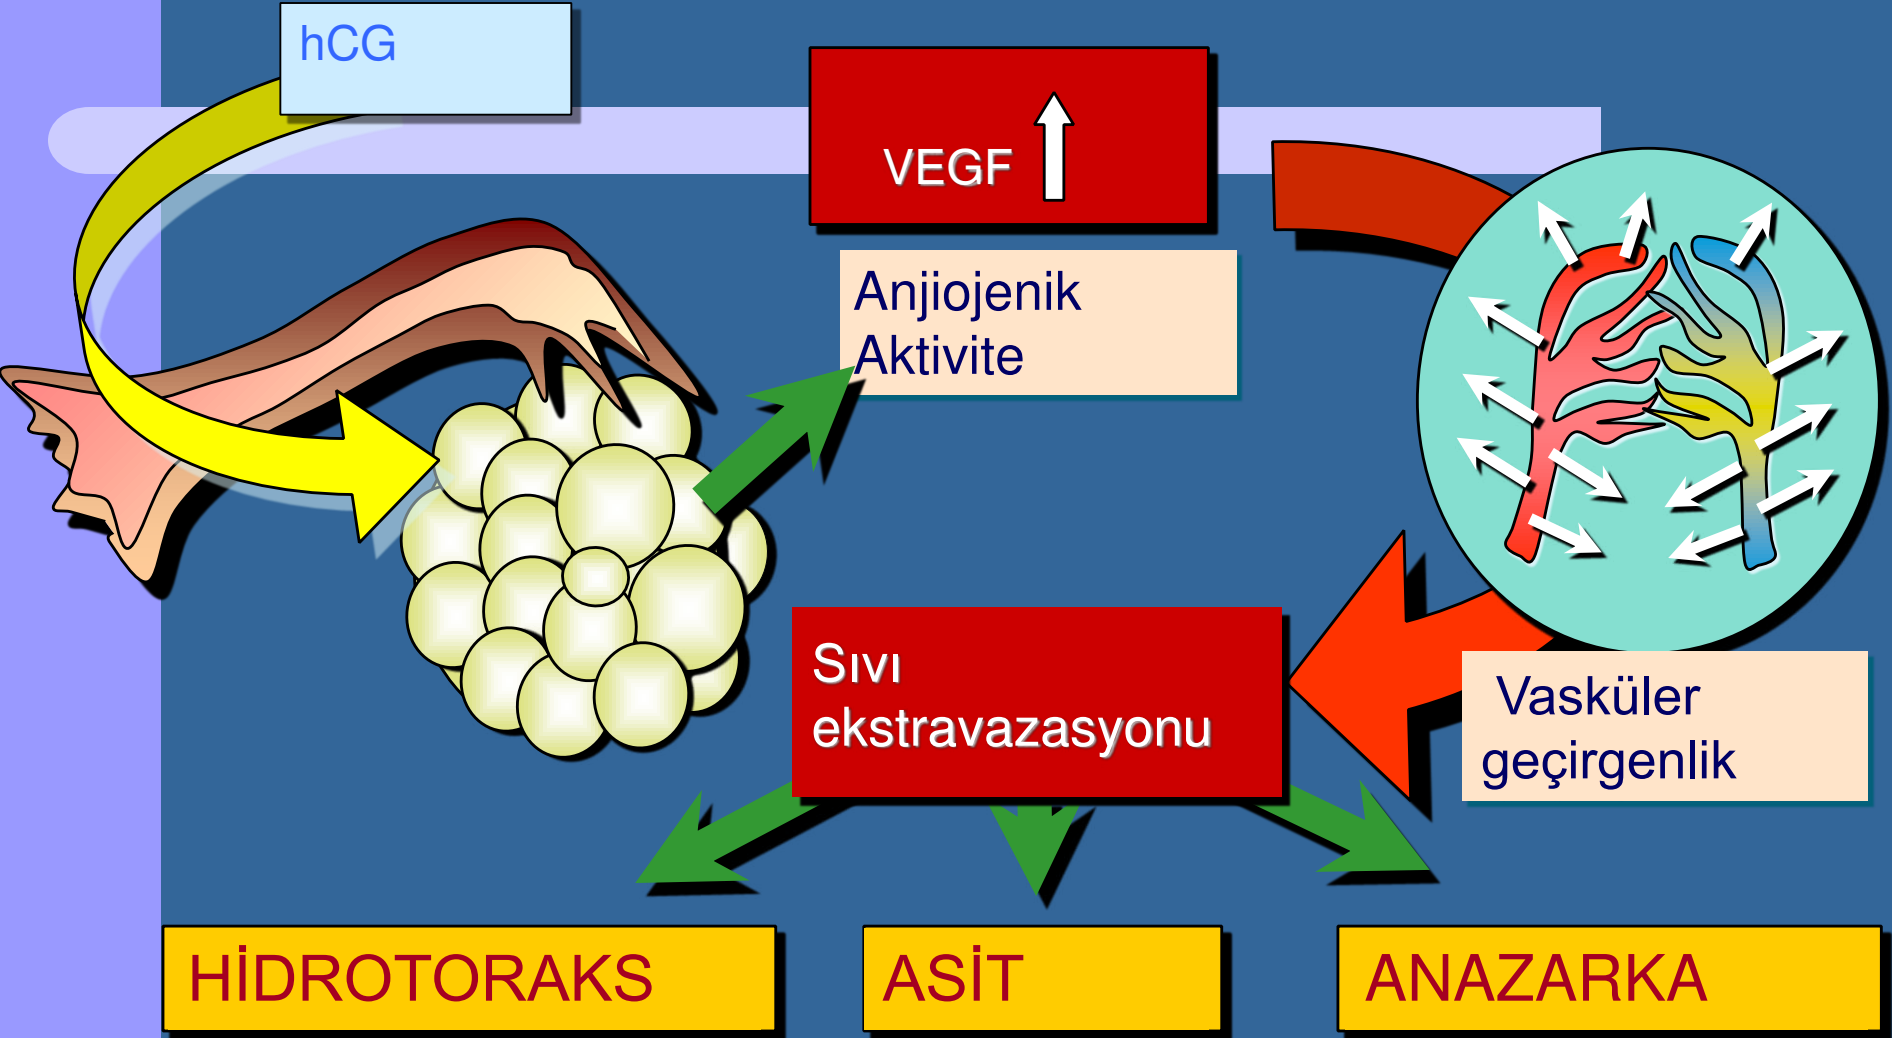 hCG
VEGF
Anjiojenik
Aktivite
Sıvı
ekstravazasyonu
Vasküler
geçirgenlik
HİDROTORAKS
ASİT
ANAZARKA